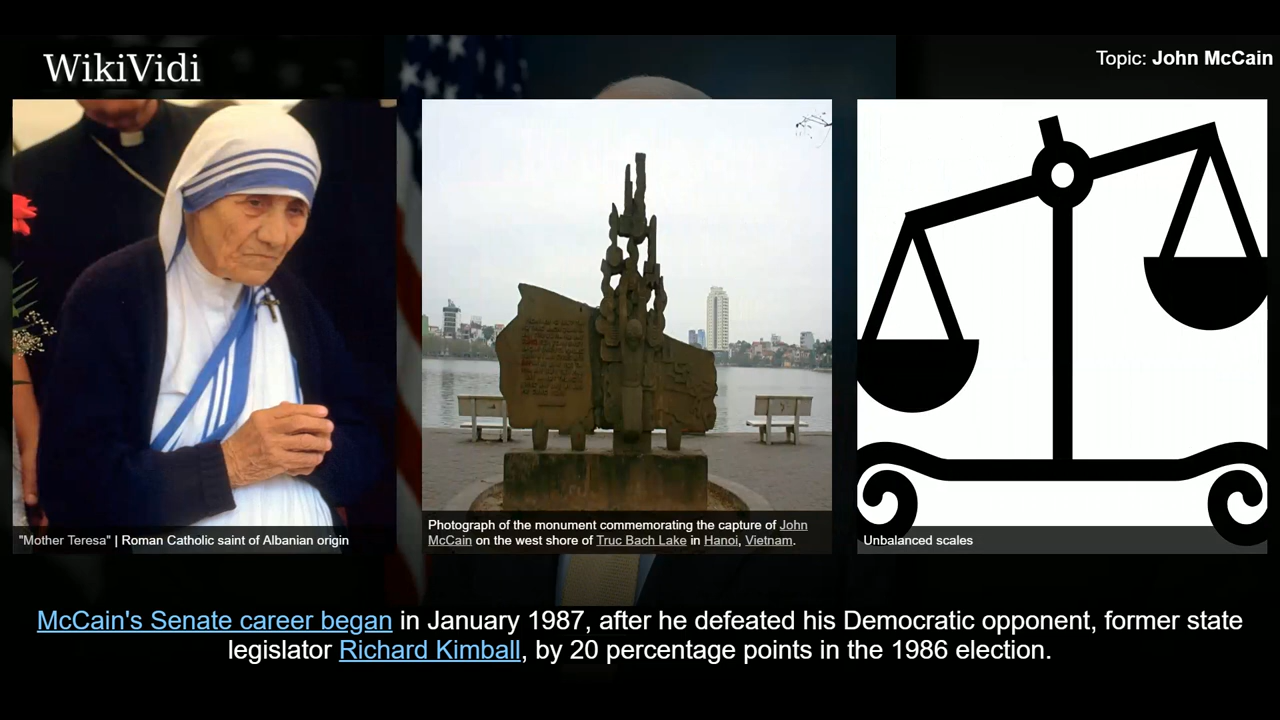 WikiVidi
Topic: John McCain
"Mother Teresa" | Roman Catholic saint of Albanian origin
Photograph of the monument commemorating the capture of John
McCain on the west shore of Truc Bach Lake in Hanoi, Vietnam.
Unbalanced scales
McCain's Senate career began in January 1987, after he defeated his Democratic opponent, former state
legislator Richard Kimball, by 20 percentage points in the 1986 election.